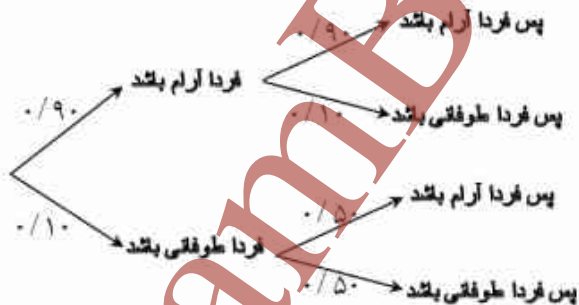 ۰/۹۰
پس فردا آرام باشد
۰/۹۰
فردا آرام باشد
۰/۱۰
پس فردا طوفانی باشد
۰/۵۰
پس فردا آرام باشد
۰/۱۰
فردا طوفانی باشد
۰/۵۰
پس فردا طوفانی باشد
amB